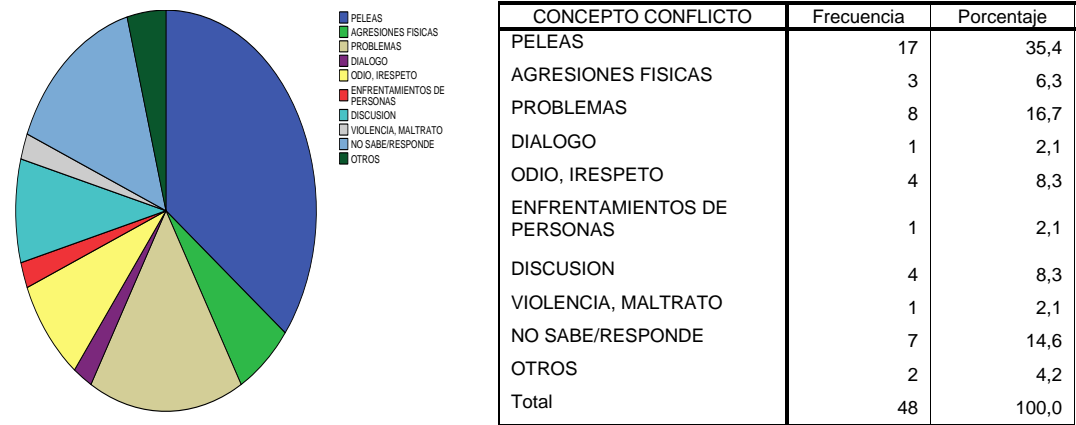 PELEAS
AGRESIONES FISICAS
PROBLEMAS
DIALOGO
ODIO, IRESPETO
ENFRENTAMIENTOS DE
PERSONAS
DISCUSION
VIOLENCIA, MALTRATO
NO SABE/RESPONDE
OTROS
CONCEPTO CONFLICTO Frecuencia Porcentaje
PELEAS 17 35,4
AGRESIONES FISICAS 3 6,3
PROBLEMAS 8 16,7
DIALOGO 1 2,1
ODIO, IRESPETO 4 8,3
ENFRENTAMIENTOS DE
PERSONAS 1 2,1
DISCUSION 4 8,3
VIOLENCIA, MALTRATO 1 2,1
NO SABE/RESPONDE 7 14,6
OTROS 2 4,2
Total 48 100,0